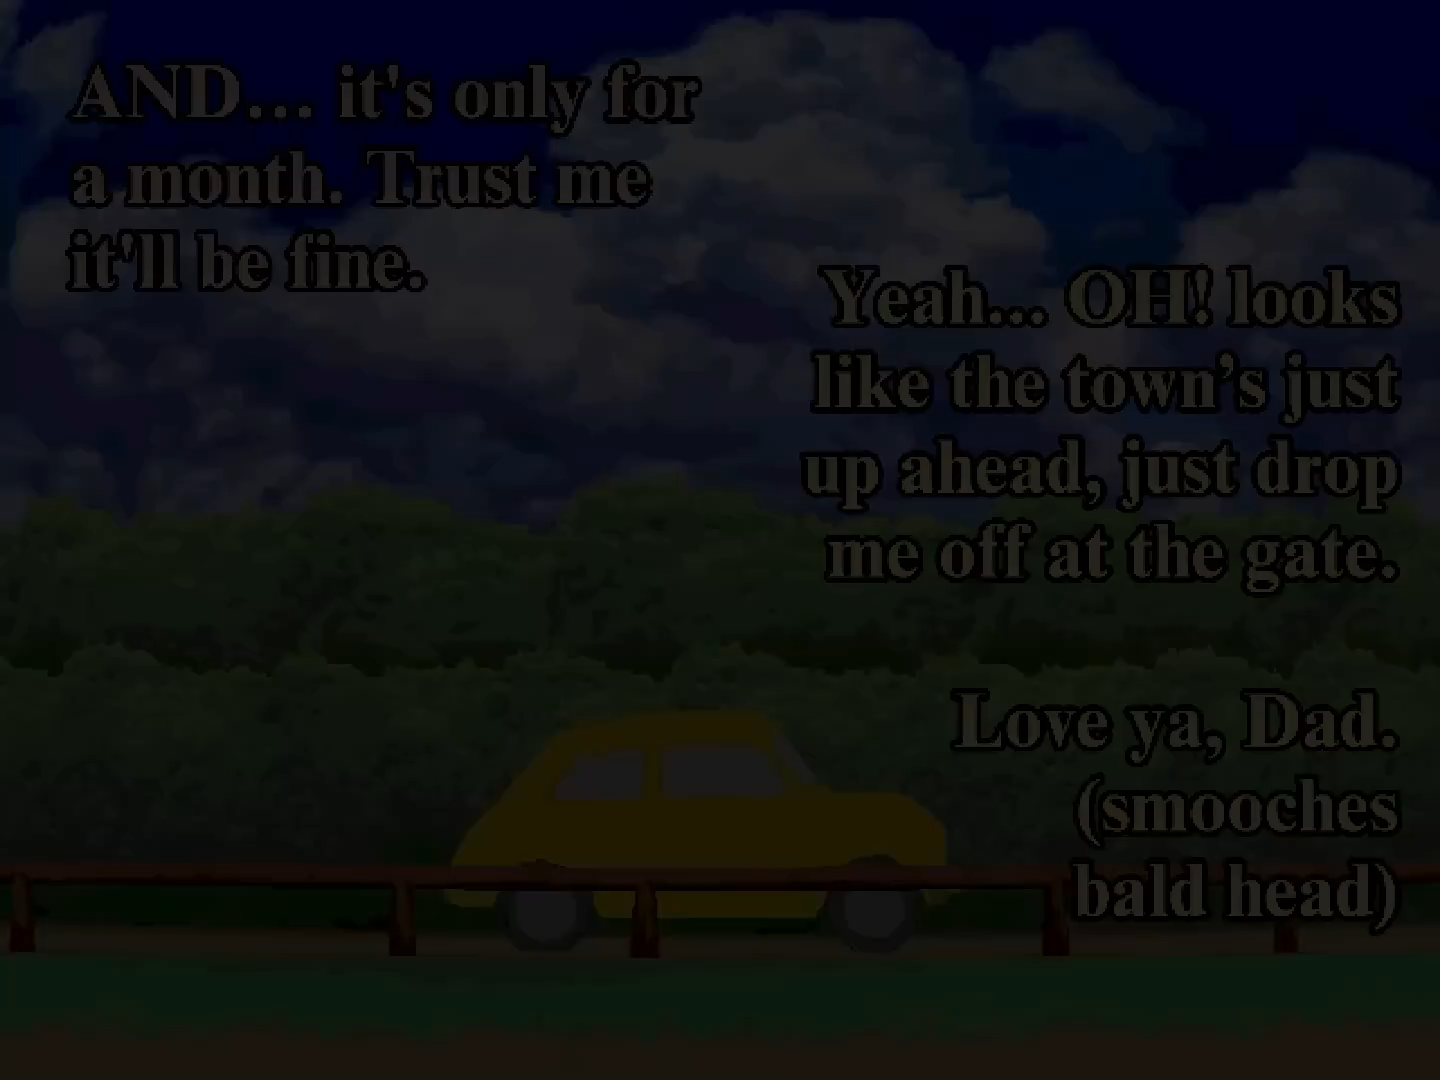 AND… it's only for
a month. Trust me
it'll be fine.
Yeah... OH! looks
like the town’s just
up ahead, just drop
me off at the gate.
Love ya, Dad.
(smooches
bald head)